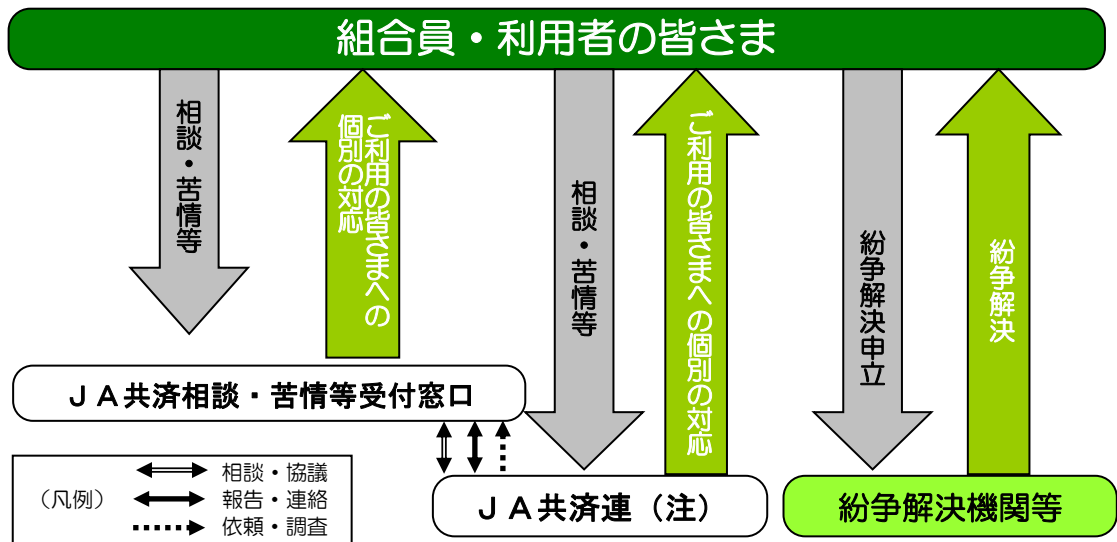 組合員・利用者の皆さま
相談・苦情等
ご利用の皆さまへの
個別の対応
相談・苦情等
ご利用の皆さまへの個別の対応
紛争解決申立
紛争解決
ＪＡ共済相談・苦情等受付窓口
（凡例）
相談・協議
報告・連絡
依頼・調査
ＪＡ共済連（注）
紛争解決機関等